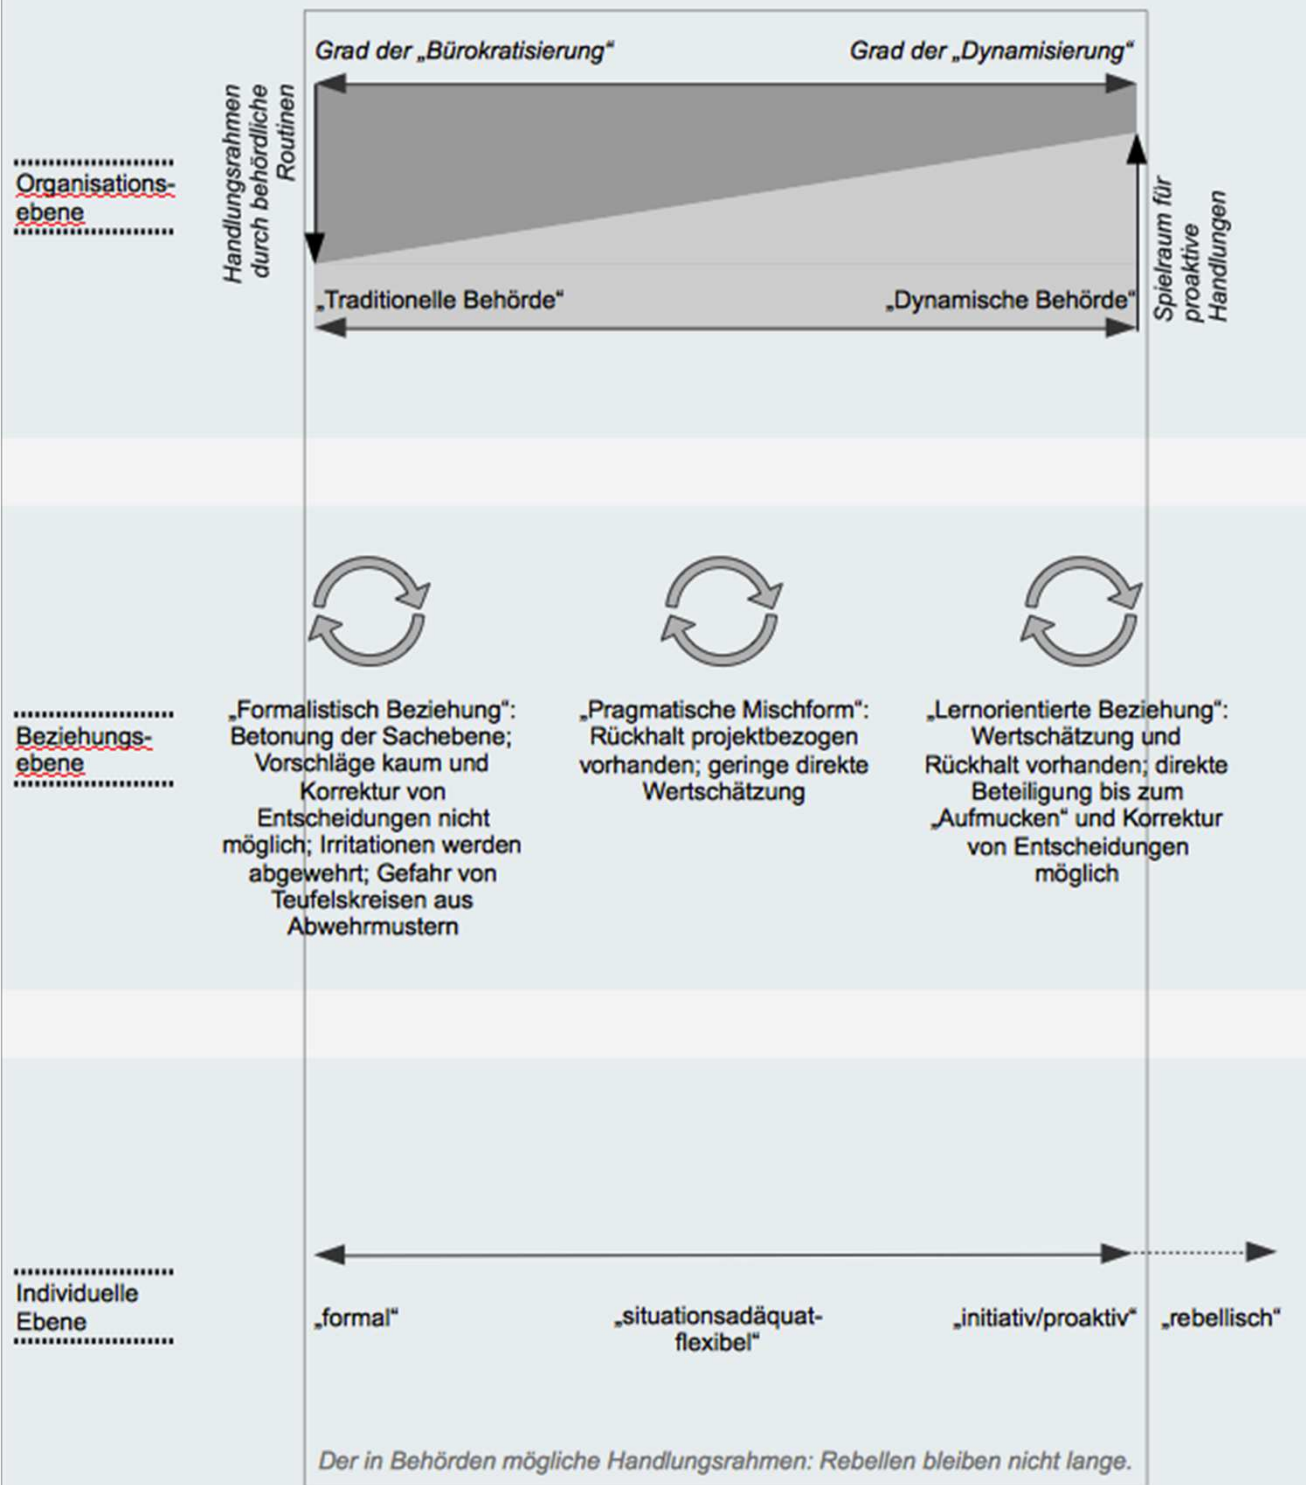 Grad der „Bürokratisierung“
Grad der „Dynamisierung“
Handlungsrahmen
durch behördliche
Routinen
Organisations-
ebene
„Traditionelle Behörde“
„Dynamische Behörde“
Spielraum für
proaktive
Handlungen
Beziehungs-
ebene
„Formalistisch Beziehung“:
Betonung der Sachebene;
Vorschläge kaum und
Korrektur von
Entscheidungen nicht
möglich; Irritationen werden
abgewehrt; Gefahr von
Teufelskreisen aus
Abwehrmustern
„Pragmatische Mischform“:
Rückhalt projektbezogen
vorhanden; geringe direkte
Wertschätzung
„Lernorientierte Beziehung“:
Wertschätzung und
Rückhalt vorhanden; direkte
Beteiligung bis zum
„Aufmucken“ und Korrektur
von Entscheidungen
möglich
Individuelle
Ebene
„formal“
„situationsadäquat-
flexibel“
„initiativ/proaktiv“
„rebellisch“
Der in Behörden mögliche Handlungsrahmen: Rebellen bleiben nicht lange.